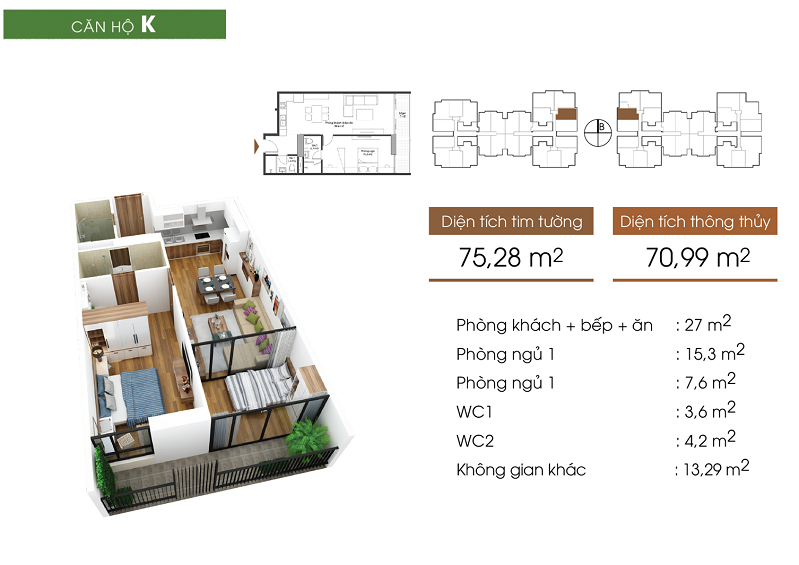 CĂN HỘ K
B
Diện tích tim tường
75,28 m2
Diện tích thông thủy
70,99 m2
Phòng khách + bếp + ăn : 27 m2
Phòng ngủ 1 : 15,3 m2
Phòng ngủ 1 : 7,6 m2
WC1 : 3,6 m2
WC2 : 4,2 m2
Không gian khác : 13,29 m2